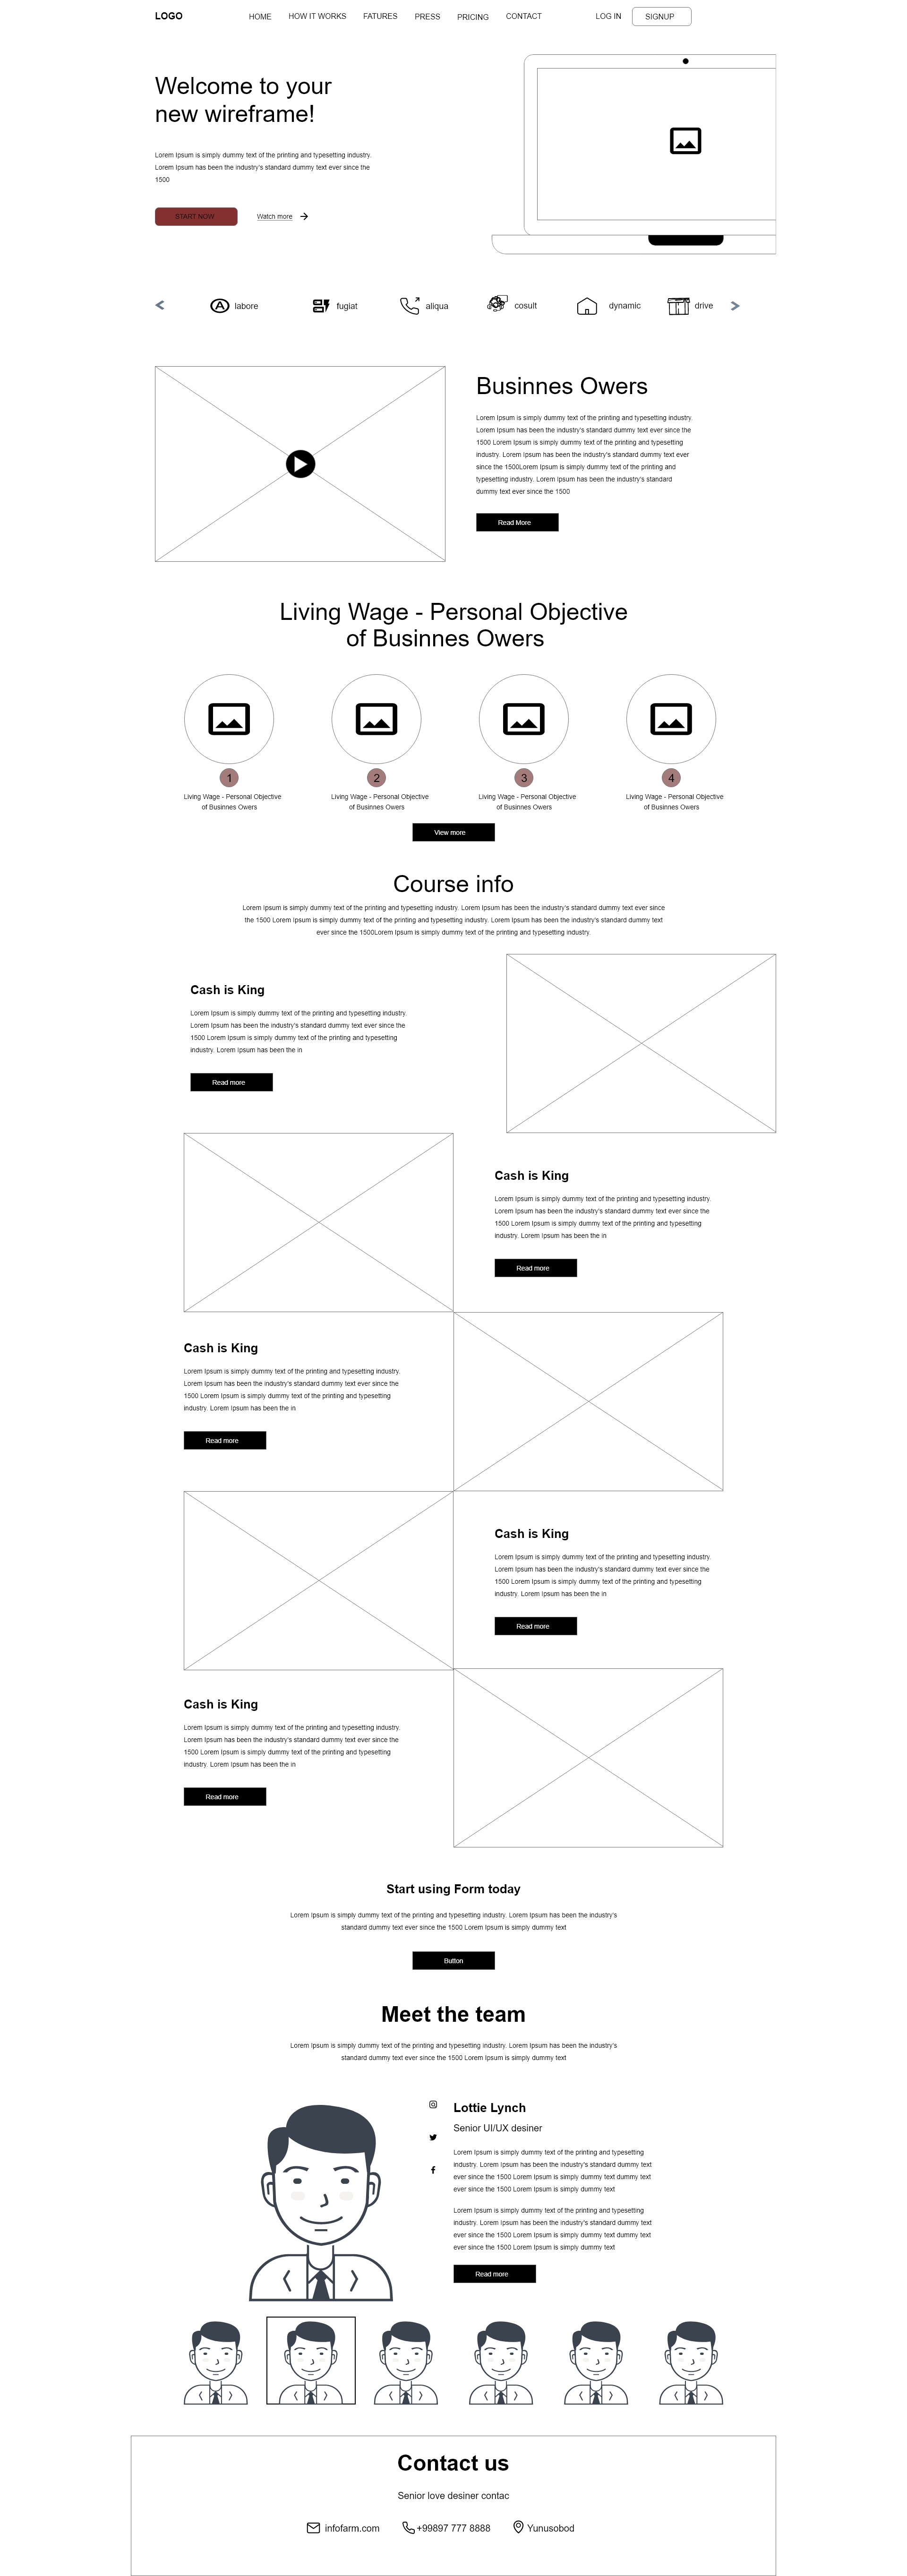 LOGO HOME HOW IT WORKS FATURES PRESS PRICING CONTACT LOG IN SIGNUP
Welcome to your
new wireframe!
Lorem Ipsum is simply dummy text of the printing and typesetting industry.
Lorem Ipsum has been the industry's standard dummy text ever since the
1500
START NOW Watch more
labore fugiat aliqua cosult dynamic drive
Businnes Owers
Lorem Ipsum is simply dummy text of the printing and typesetting industry.
Lorem Ipsum has been the industry's standard dummy text ever since the
1500 Lorem Ipsum is simply dummy text of the printing and typesetting
industry. Lorem Ipsum has been the industry's standard dummy text ever
since the 1500Lorem Ipsum is simply dummy text of the printing and
typesetting industry. Lorem Ipsum has been the industry's standard
dummy text ever since the 1500
Read More
Living Wage - Personal Objective
of Businnes Owers
1 2 3 4
Living Wage - Personal Objective Living Wage - Personal Objective Living Wage - Personal Objective Living Wage - Personal Objective
of Businnes Owers of Businnes Owers of Businnes Owers of Businnes Owers
View more
Course info
Lorem Ipsum is simply dummy text of the printing and typesetting industry. Lorem Ipsum has been the industry's standard dummy text ever since
the 1500 Lorem Ipsum is simply dummy text of the printing and typesetting industry. Lorem Ipsum has been the industry's standard dummy text
ever since the 1500Lorem Ipsum is simply dummy text of the printing and typesetting industry.
Cash is King
Lorem Ipsum is simply dummy text of the printing and typesetting industry.
Lorem Ipsum has been the industry's standard dummy text ever since the
1500 Lorem Ipsum is simply dummy text of the printing and typesetting
industry. Lorem Ipsum has been the in
Read more
Cash is King
Lorem Ipsum is simply dummy text of the printing and typesetting industry.
Lorem Ipsum has been the industry's standard dummy text ever since the
1500 Lorem Ipsum is simply dummy text of the printing and typesetting
industry. Lorem Ipsum has been the in
Read more
Cash is King
Lorem Ipsum is simply dummy text of the printing and typesetting industry.
Lorem Ipsum has been the industry's standard dummy text ever since the
1500 Lorem Ipsum is simply dummy text of the printing and typesetting
industry. Lorem Ipsum has been the in
Read more
Cash is King
Lorem Ipsum is simply dummy text of the printing and typesetting industry.
Lorem Ipsum has been the industry's standard dummy text ever since the
1500 Lorem Ipsum is simply dummy text of the printing and typesetting
industry. Lorem Ipsum has been the in
Read more
Cash is King
Lorem Ipsum is simply dummy text of the printing and typesetting industry.
Lorem Ipsum has been the industry's standard dummy text ever since the
1500 Lorem Ipsum is simply dummy text of the printing and typesetting
industry. Lorem Ipsum has been the in
Read more
Start using Form today
Lorem Ipsum is simply dummy text of the printing and typesetting industry. Lorem Ipsum has been the industry's
standard dummy text ever since the 1500 Lorem Ipsum is simply dummy text
Button
Meet the team
Lorem Ipsum is simply dummy text of the printing and typesetting industry. Lorem Ipsum has been the industry's
standard dummy text ever since the 1500 Lorem Ipsum is simply dummy text
Lottie Lynch
Senior UI/UX desiner
Lorem Ipsum is simply dummy text of the printing and typesetting
industry. Lorem Ipsum has been the industry's standard dummy text
ever since the 1500 Lorem Ipsum is simply dummy text dummy text
ever since the 1500 Lorem Ipsum is simply dummy text
Lorem Ipsum is simply dummy text of the printing and typesetting
industry. Lorem Ipsum has been the industry's standard dummy text
ever since the 1500 Lorem Ipsum is simply dummy text dummy text
ever since the 1500 Lorem Ipsum is simply dummy text
Read more
Contact us
Senior love desiner contac
infofarm.com +99897 777 8888 Yunusobod